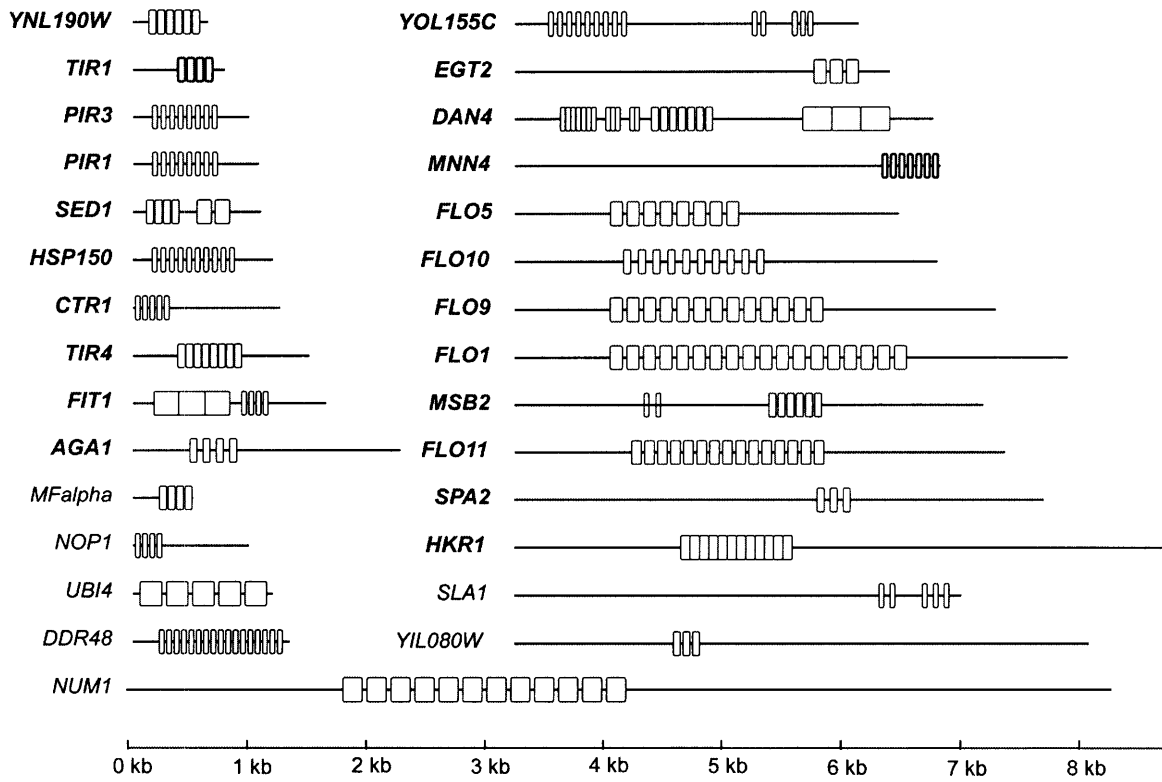 YNL190W
TIR1
PIR3
PIR1
SED1
HSP150
CTR1
TIR4
FIT1
AGA1
MFalpha
NOP1
UBI4
DDR48
NUM1
YOL155C
EGT2
DAN4
MNN4
FLO5
FLO10
FLO9
FLO1
MSB2
FLO11
SPA2
HKR1
SLA1
YIL080W
0 kb 1 kb 2 kb 3 kb 4 kb 5 kb 6 kb 7 kb 8 kb